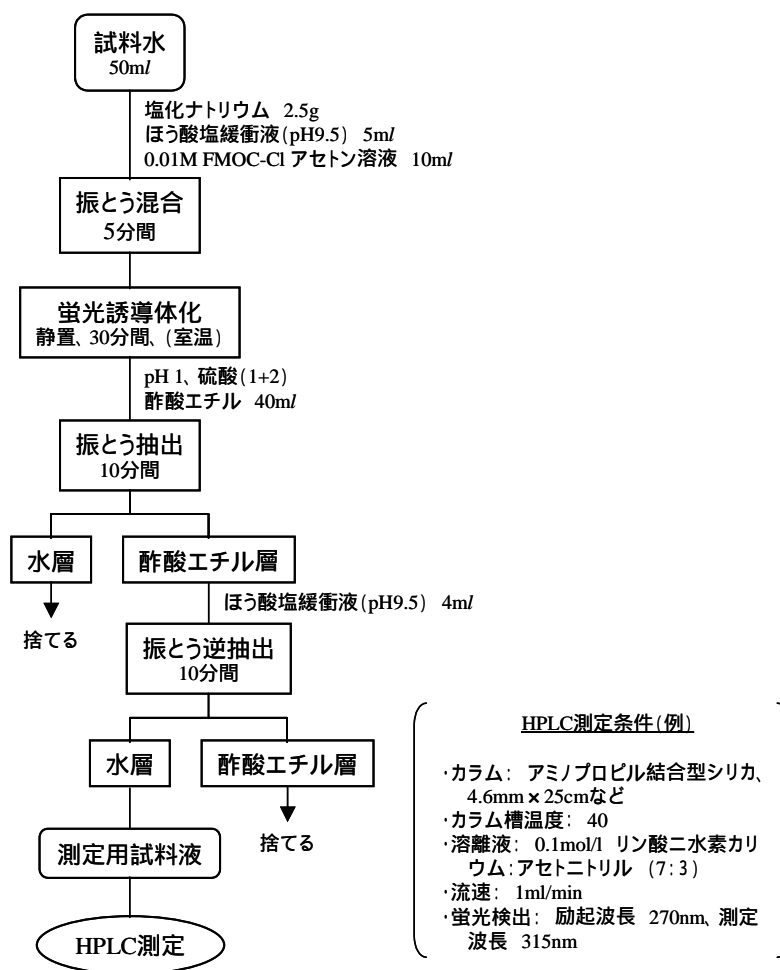 試料水
50ml
塩化ナトリウム 2.5g
ほう酸塩緩衝液(pH9.5) 5ml
0.01M FMOC-Cl アセトン溶液 10ml
振とう混合
5分間
蛍光誘導体化
静置、30分間、(室温)
pH 1、硫酸(1+2)
酢酸エチル 40ml
振とう抽出
10分間
水層
酢酸エチル層
捨てる
ほう酸塩緩衝液(pH9.5) 4ml
振とう逆抽出
10分間
水層
酢酸エチル層
捨てる
測定用試料液
HPLC測定
HPLC測定条件(例)
・カラム: アミノプロピル結合型シリカ、
4.6mm×25cmなど
・カラム槽温度: 40
・溶離液: 0.1mol/l リン酸二水素カリ
ウム:アセトニトリル (7:3)
・流速: 1ml/min
・蛍光検出: 励起波長 270nm、測定
波長 315nm